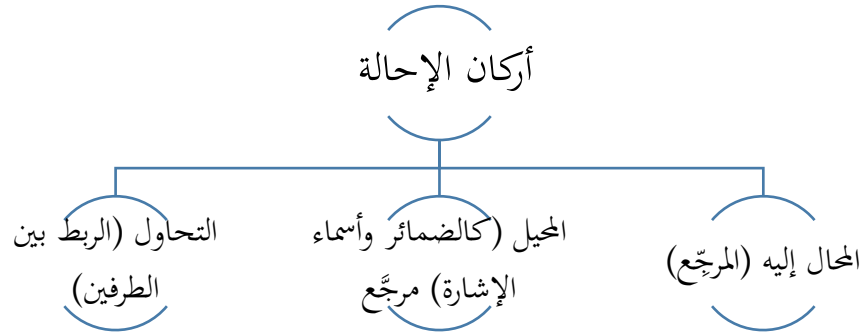 أركان الإحالة
المحال إليه (المرجِّع)
المحيل (كالضمائر وأسماء
الإشارة) مرجَّع
التحاول (الربط بين
الطرفين)